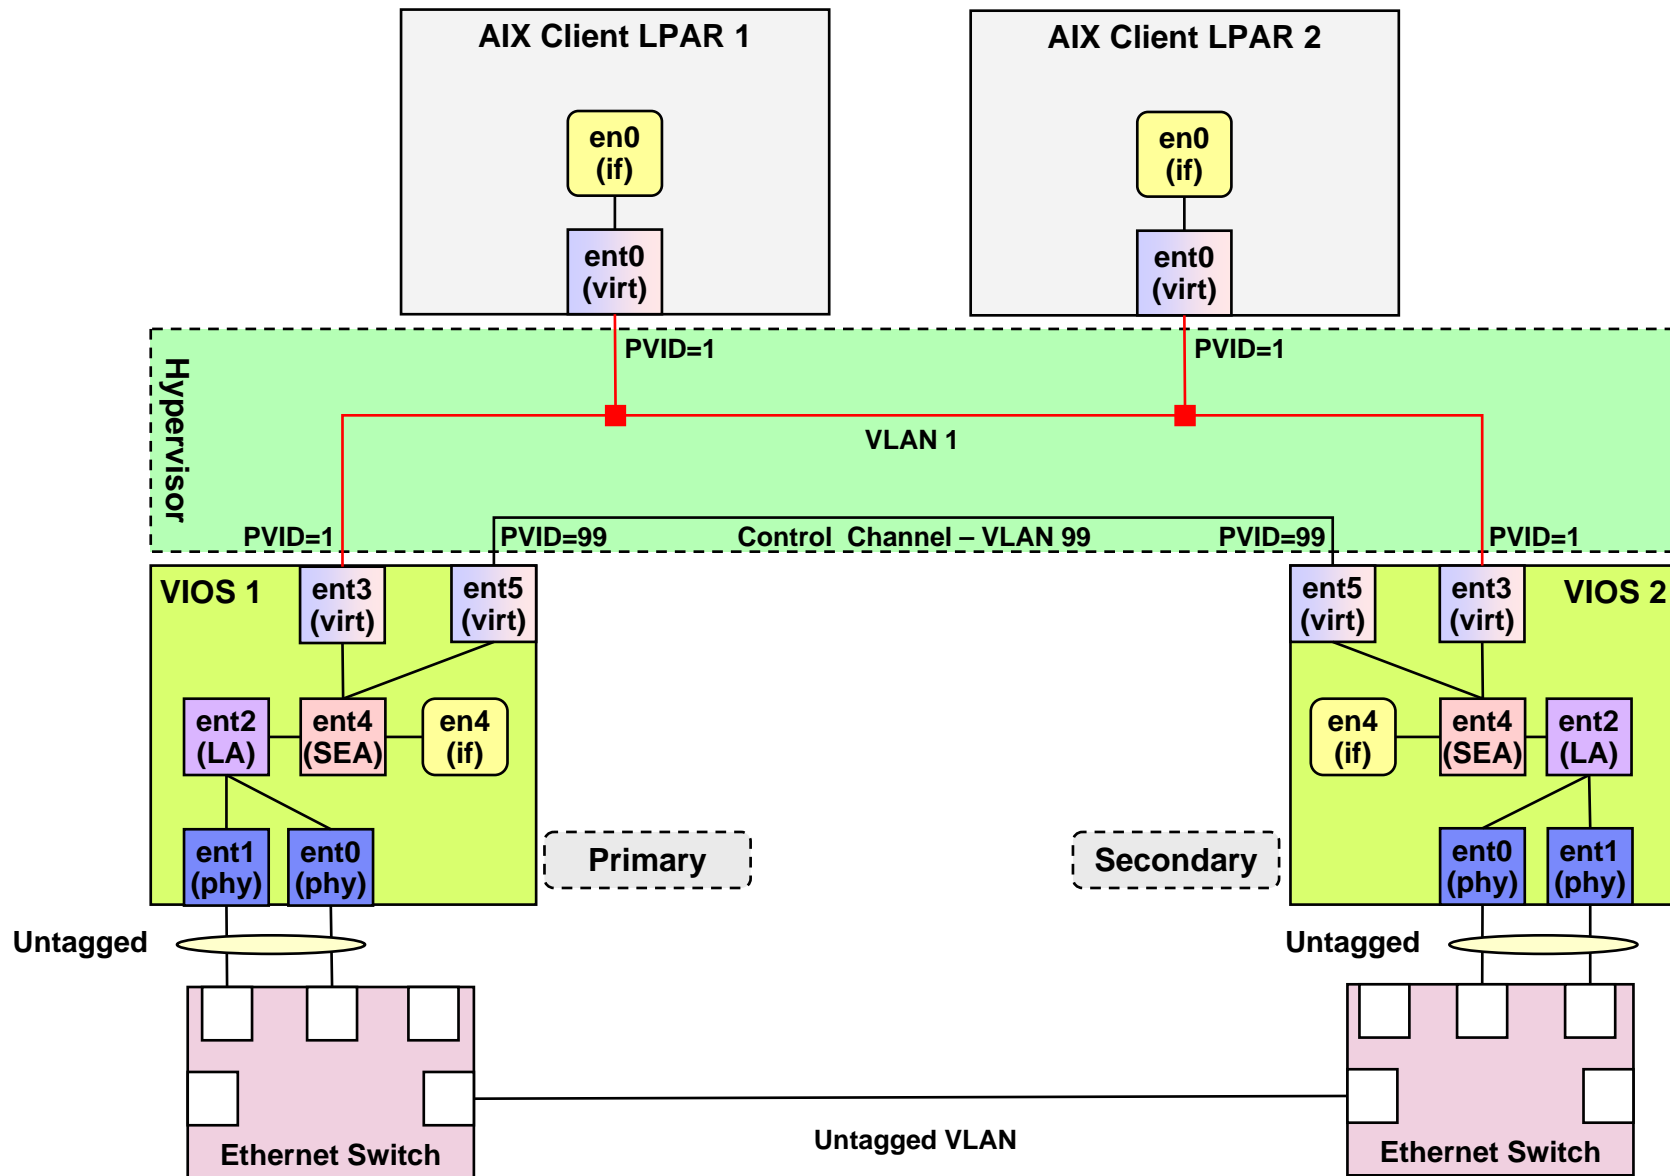 AIX Client LPAR 1
AIX Client LPAR 2
en0
(if)
en0
(if)
ent0
(virt)
ent0
(virt)
Hypervisor
PVID=1
PVID=1
VLAN 1
PVID=1
PVID=99
Control Channel – VLAN 99
PVID=99
PVID=1
VIOS 1
ent3
(virt)
ent5
(virt)
ent5
(virt)
ent3
(virt)
VIOS 2
ent2
(LA)
ent4
(SEA)
en4
(if)
en4
(if)
ent4
(SEA)
ent2
(LA)
ent1
(phy)
ent0
(phy)
Primary
Secondary
ent0
(phy)
ent1
(phy)
Untagged
Untagged
Ethernet Switch
Untagged VLAN
Ethernet Switch